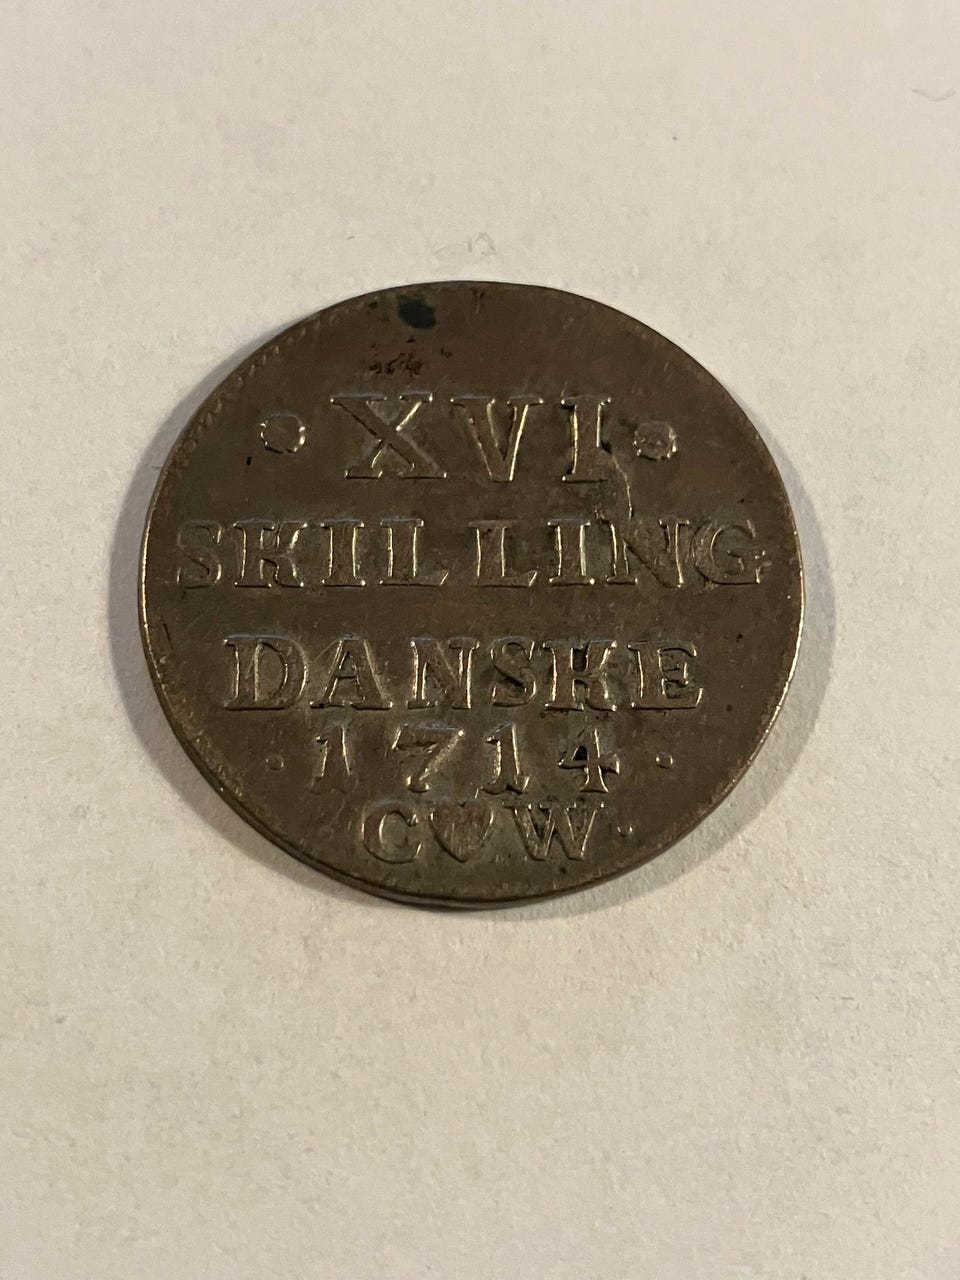 • XVI •
SKILLING
DANSKE
· 1714 ·
C♥W·